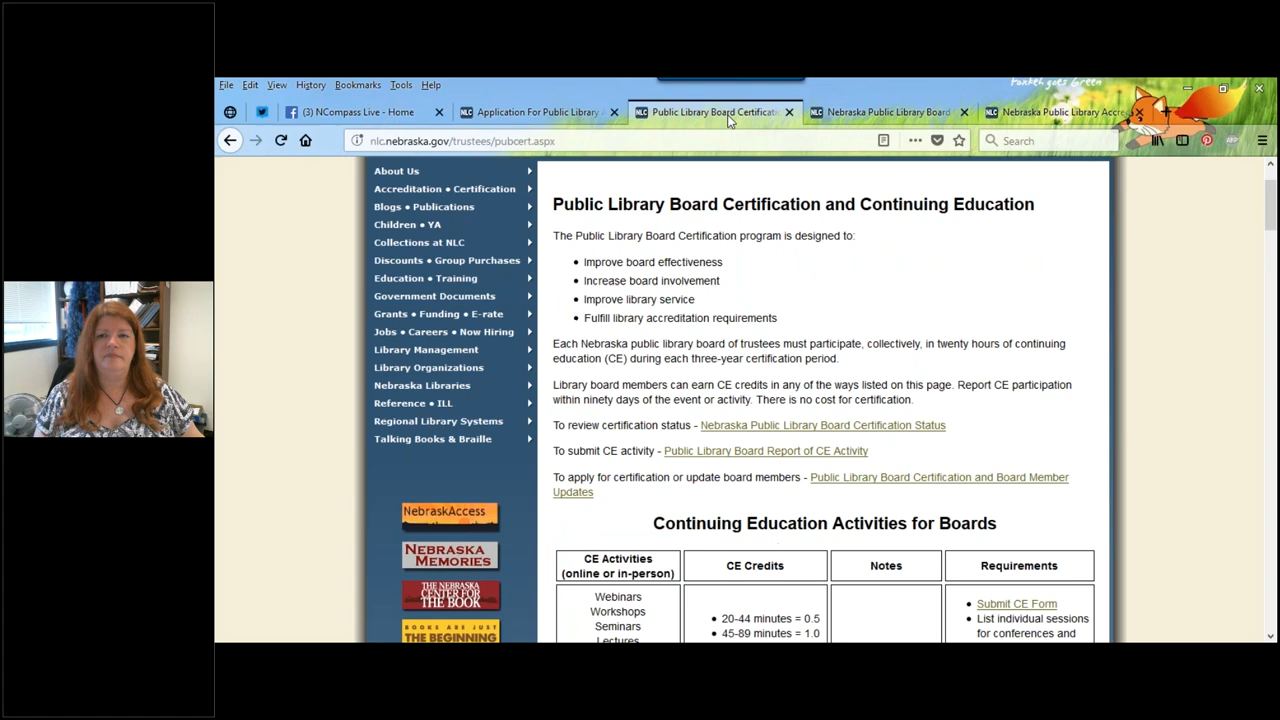 Foxkeh goes Green
File Edit View History Bookmarks Tools Help
(3) NCompass Live - Home
NLC Application For Public Library
NLC Public Library Board Certificati
NLC Nebraska Public Library Board
NLC Nebraska Public Library Accre
nlc.nebraska.gov/trustees/pubcert.aspx
Search
About Us
Accreditation • Certification
Blogs • Publications
Children • YA
Collections at NLC
Discounts • Group Purchases
Education • Training
Government Documents
Grants • Funding • E-rate
Jobs • Careers • Now Hiring
Library Management
Library Organizations
Nebraska Libraries
Reference • ILL
Regional Library Systems
Talking Books & Braille
NebraskAccess
NEBRASKA
MEMORIES
THE NEBRASKA
CENTER FOR
THE BOOK
BOOKS ARE JUST
THE BEGINNING
Public Library Board Certification and Continuing Education
The Public Library Board Certification program is designed to:
• Improve board effectiveness
• Increase board involvement
• Improve library service
• Fulfill library accreditation requirements
Each Nebraska public library board of trustees must participate, collectively, in twenty hours of continuing
education (CE) during each three-year certification period.
Library board members can earn CE credits in any of the ways listed on this page. Report CE participation
within ninety days of the event or activity. There is no cost for certification.
To review certification status - Nebraska Public Library Board Certification Status
To submit CE activity - Public Library Board Report of CE Activity
To apply for certification or update board members - Public Library Board Certification and Board Member
Updates
Continuing Education Activities for Boards
CE Activities
(online or in-person)
CE Credits
Notes
Requirements
Webinars
Workshops
Seminars
Lectures
• 20-44 minutes = 0.5
• 45-89 minutes = 1.0
• Submit CE Form
• List individual sessions
for conferences and